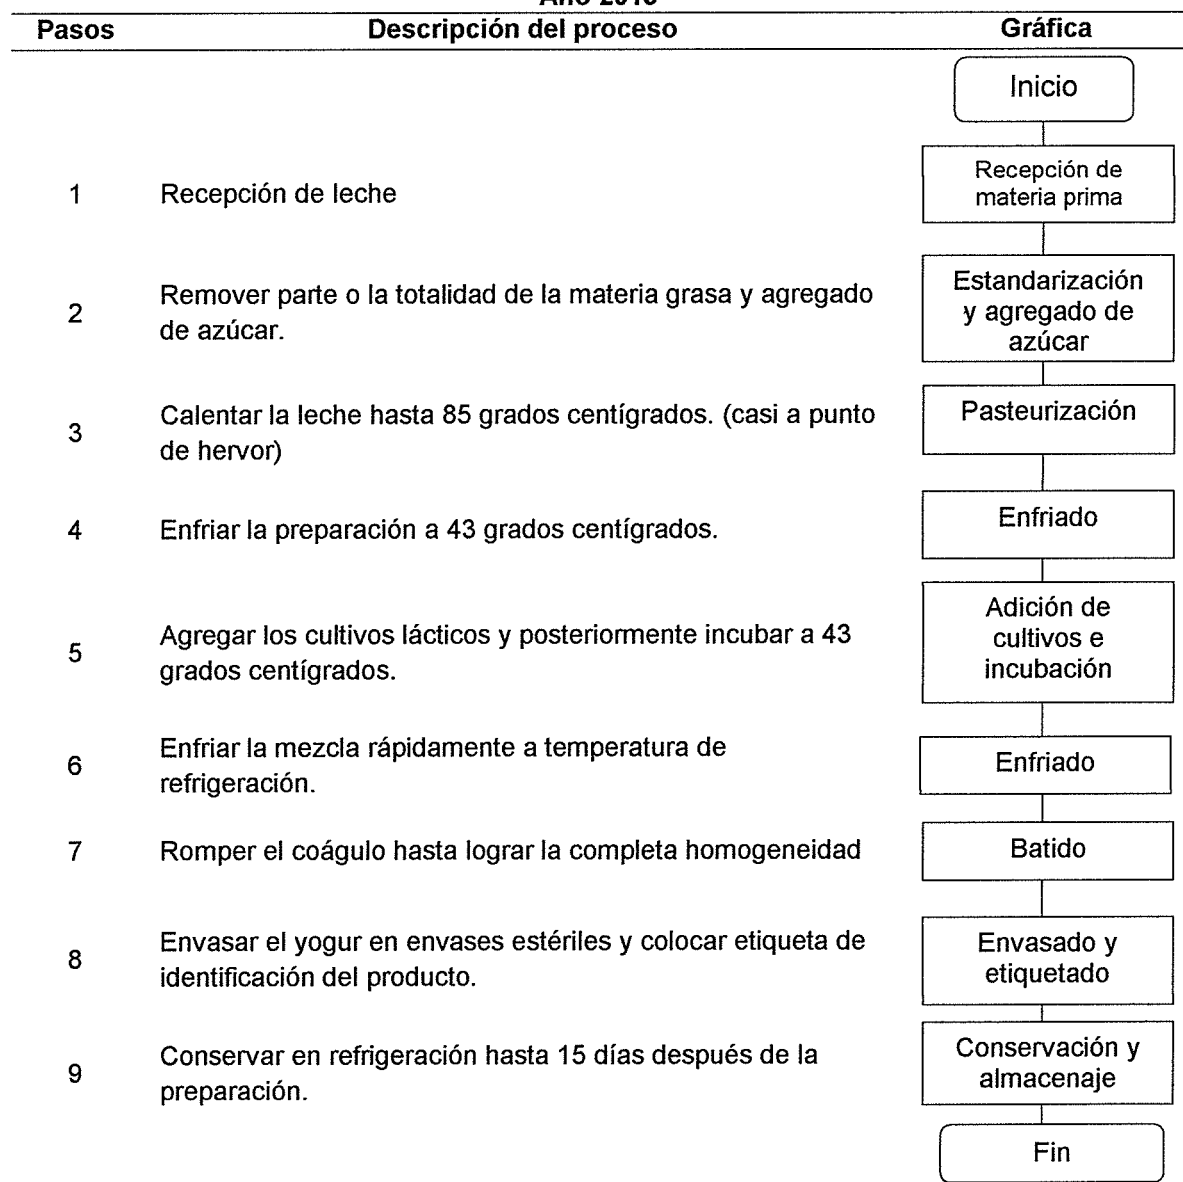 Pasos Descripción del proceso Gráfica
Inicio
1 Recepción de leche
Recepción de
materia prima
2 Remover parte o la totalidad de la materia grasa y agregado
de azúcar.
Estandarización
y agregado de
azúcar
3 Calentar la leche hasta 85 grados centígrados. (casi a punto
de hervor)
Pasteurización
4 Enfriar la preparación a 43 grados centígrados.
Enfriado
5 Agregar los cultivos lácticos y posteriormente incubar a 43
grados centígrados.
Adición de
cultivos e
incubación
6 Enfriar la mezcla rápidamente a temperatura de
refrigeración.
Enfriado
7 Romper el coágulo hasta lograr la completa homogeneidad
Batido
8 Envasar el yogur en envases estériles y colocar etiqueta de
identificación del producto.
Envasado y
etiquetado
9 Conservar en refrigeración hasta 15 días después de la
preparación.
Conservación y
almacenaje
Fin